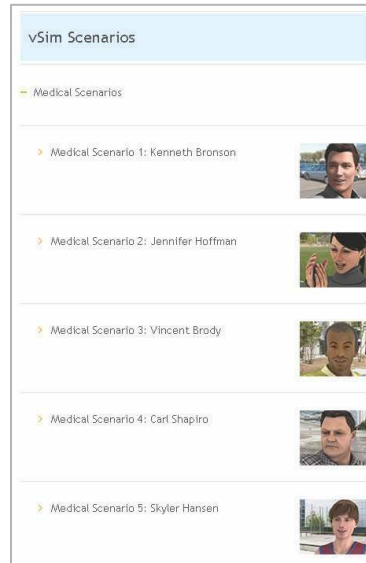 vSim Scenarios
Medical Scenarios
Medical Scenario 1: Kenneth Bronson
Medical Scenario 2: Jennifer Hoffman
Medical Scenario 3: Vincent Brody
Medical Scenario 4: Carl Shapiro
Medical Scenario 5: Skyler Hansen